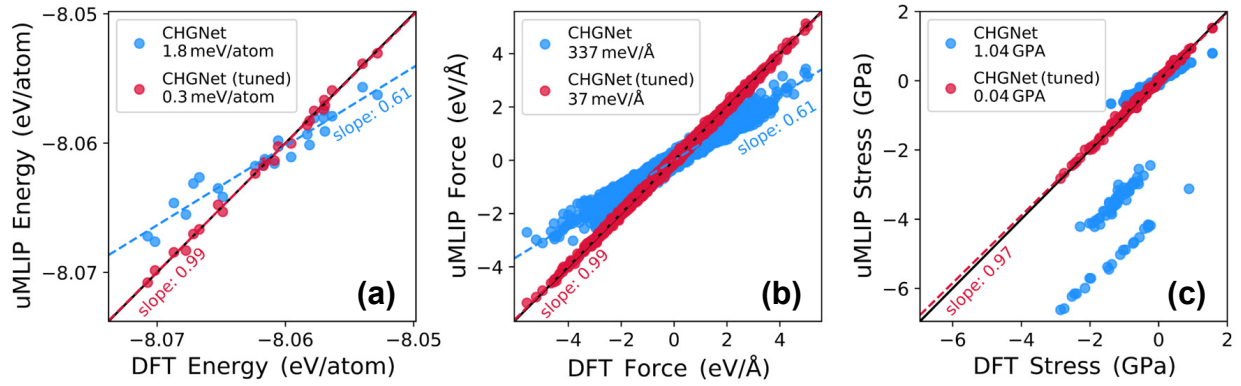 uMLIP Energy (eV/atom)
−8.05
−8.06
−8.07
CHGNet
1.8 meV/atom
CHGNet (tuned)
0.3 meV/atom
slope: 0.61
slope: 0.99
(a)
−8.07 −8.06 −8.05
DFT Energy (eV/atom)
uMLIP Force (eV/Å)
4
2
0
−2
−4
CHGNet
337 meV/Å
CHGNet (tuned)
37 meV/Å
slope: 0.61
slope: 0.99
(b)
−4 −2 0 2 4
DFT Force (eV/Å)
uMLIP Stress (GPa)
2
0
−2
−4
−6
CHGNet
1.04 GPa
CHGNet (tuned)
0.04 GPa
slope: 0.97
(c)
−6 −4 −2 0 2
DFT Stress (GPa)